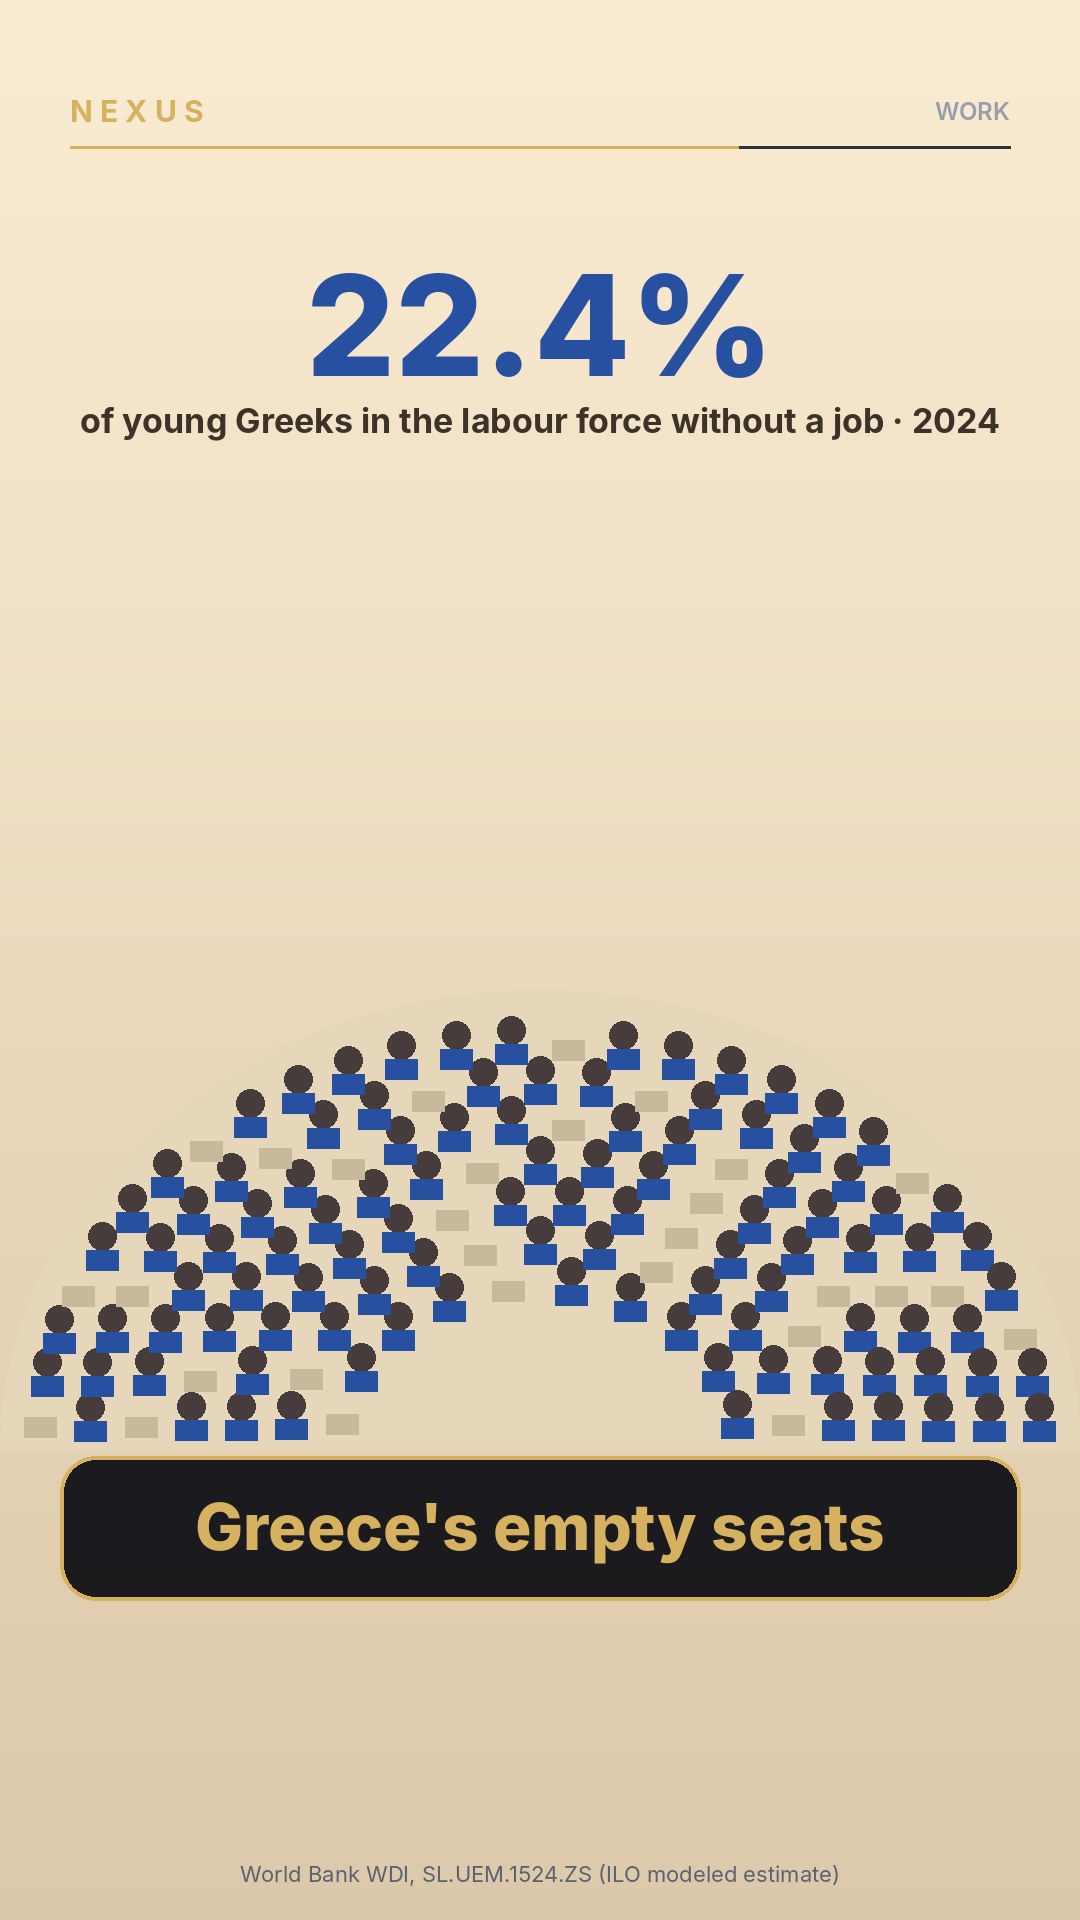 NEXUS
WORK
22.4%
of young Greeks in the labour force without a job · 2024
Greece's empty seats
World Bank WDI, SL.UEM.1524.ZS (ILO modeled estimate)